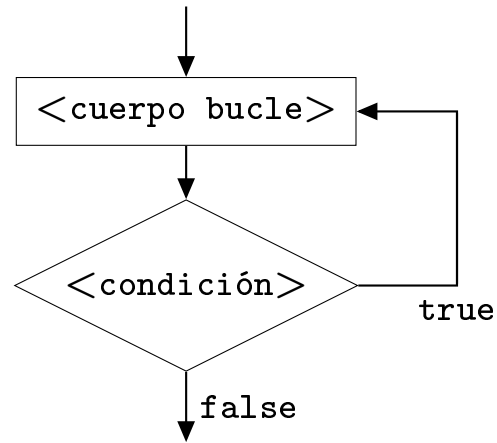 <cuerpo bucle>
<condición>
true
false